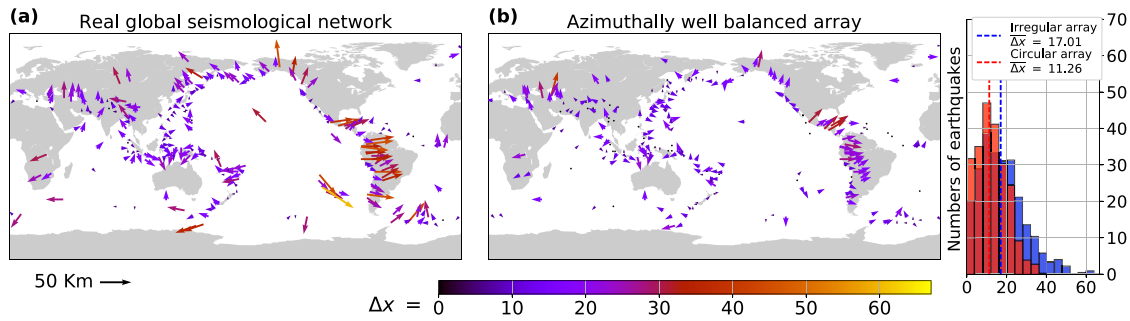 (a)
Real global seismological network
(b)
Azimuthally well balanced array
50 Km
Δx =
0 10 20 30 40 50 60
Numbers of earthquakes
Irregular array
Δx̅ = 17.01
Circular array
Δx̅ = 11.26
70
60
50
40
30
20
10
0
0 20 40 60